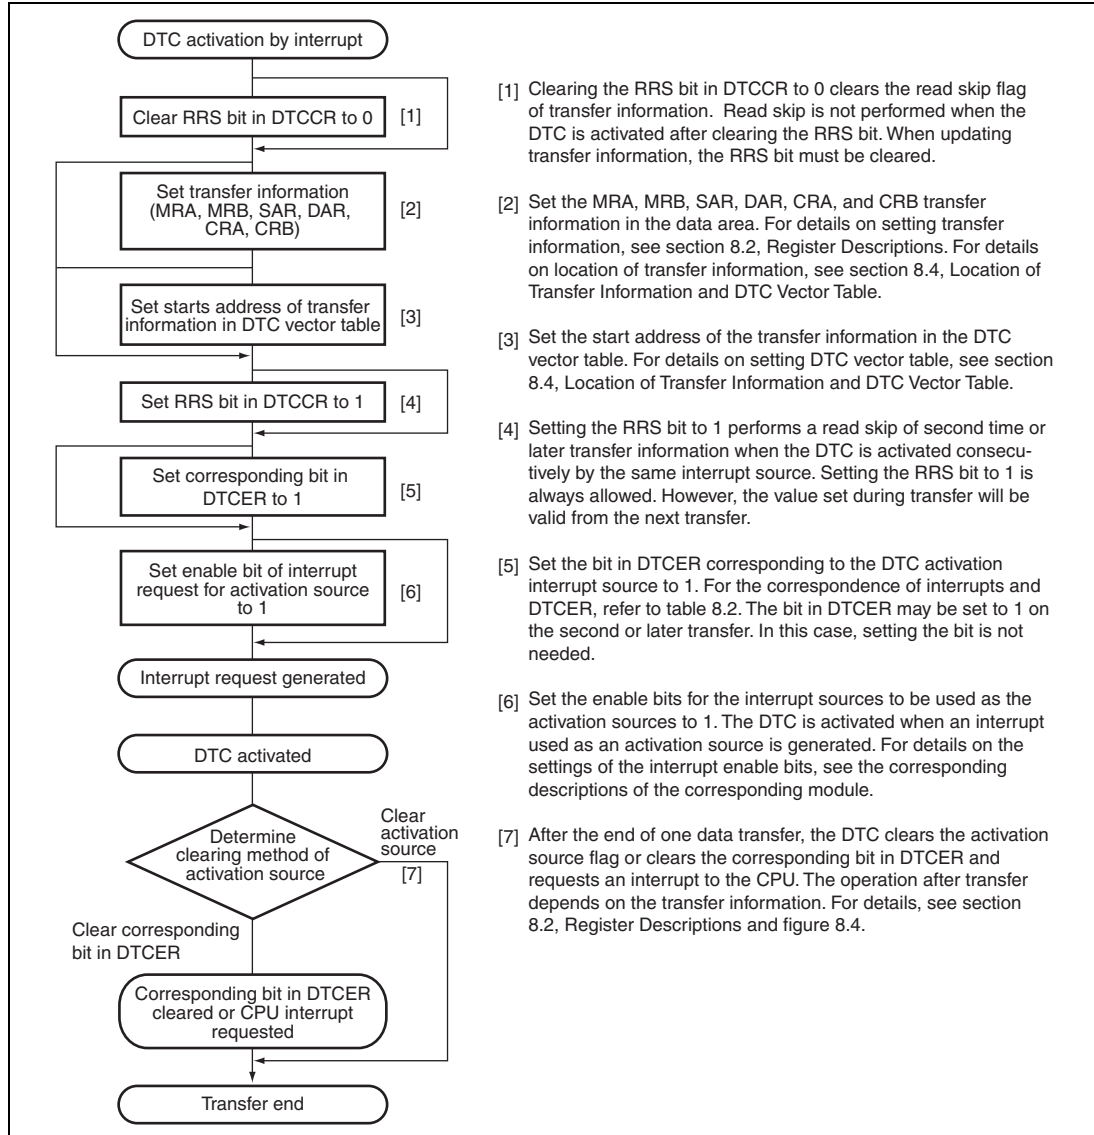 DTC activation by interrupt
Clear RRS bit in DTCCR to 0
[1]
Set transfer information
(MRA, MRB, SAR, DAR,
CRA, CRB)
[2]
Set starts address of transfer
information in DTC vector table
[3]
Set RRS bit in DTCCR to 1
[4]
Set corresponding bit in
DTCER to 1
[5]
Set enable bit of interrupt
request for activation source
to 1
[6]
Interrupt request generated
DTC activated
Determine
clearing method of
activation source
Clear
activation
source
[7]
Clear corresponding
bit in DTCER
Corresponding bit in DTCER
cleared or CPU interrupt
requested
Transfer end
[1] Clearing the RRS bit in DTCCR to 0 clears the read skip flag
of transfer information. Read skip is not performed when the
DTC is activated after clearing the RRS bit. When updating
transfer information, the RRS bit must be cleared.
[2] Set the MRA, MRB, SAR, DAR, CRA, and CRB transfer
information in the data area. For details on setting transfer
information, see section 8.2, Register Descriptions. For details
on location of transfer information, see section 8.4, Location of
Transfer Information and DTC Vector Table.
[3] Set the start address of the transfer information in the DTC
vector table. For details on setting DTC vector table, see section
8.4, Location of Transfer Information and DTC Vector Table.
[4] Setting the RRS bit to 1 performs a read skip of second time or
later transfer information when the DTC is activated consecu-
tively by the same interrupt source. Setting the RRS bit to 1 is
always allowed. However, the value set during transfer will be
valid from the next transfer.
[5] Set the bit in DTCER corresponding to the DTC activation
interrupt source to 1. For the correspondence of interrupts and
DTCER, refer to table 8.2. The bit in DTCER may be set to 1 on
the second or later transfer. In this case, setting the bit is not
needed.
[6] Set the enable bits for the interrupt sources to be used as the
activation sources to 1. The DTC is activated when an interrupt
used as an activation source is generated. For details on the
settings of the interrupt enable bits, see the corresponding
descriptions of the corresponding module.
[7] After the end of one data transfer, the DTC clears the activation
source flag or clears the corresponding bit in DTCER and
requests an interrupt to the CPU. The operation after transfer
depends on the transfer information. For details, see section
8.2, Register Descriptions and figure 8.4.